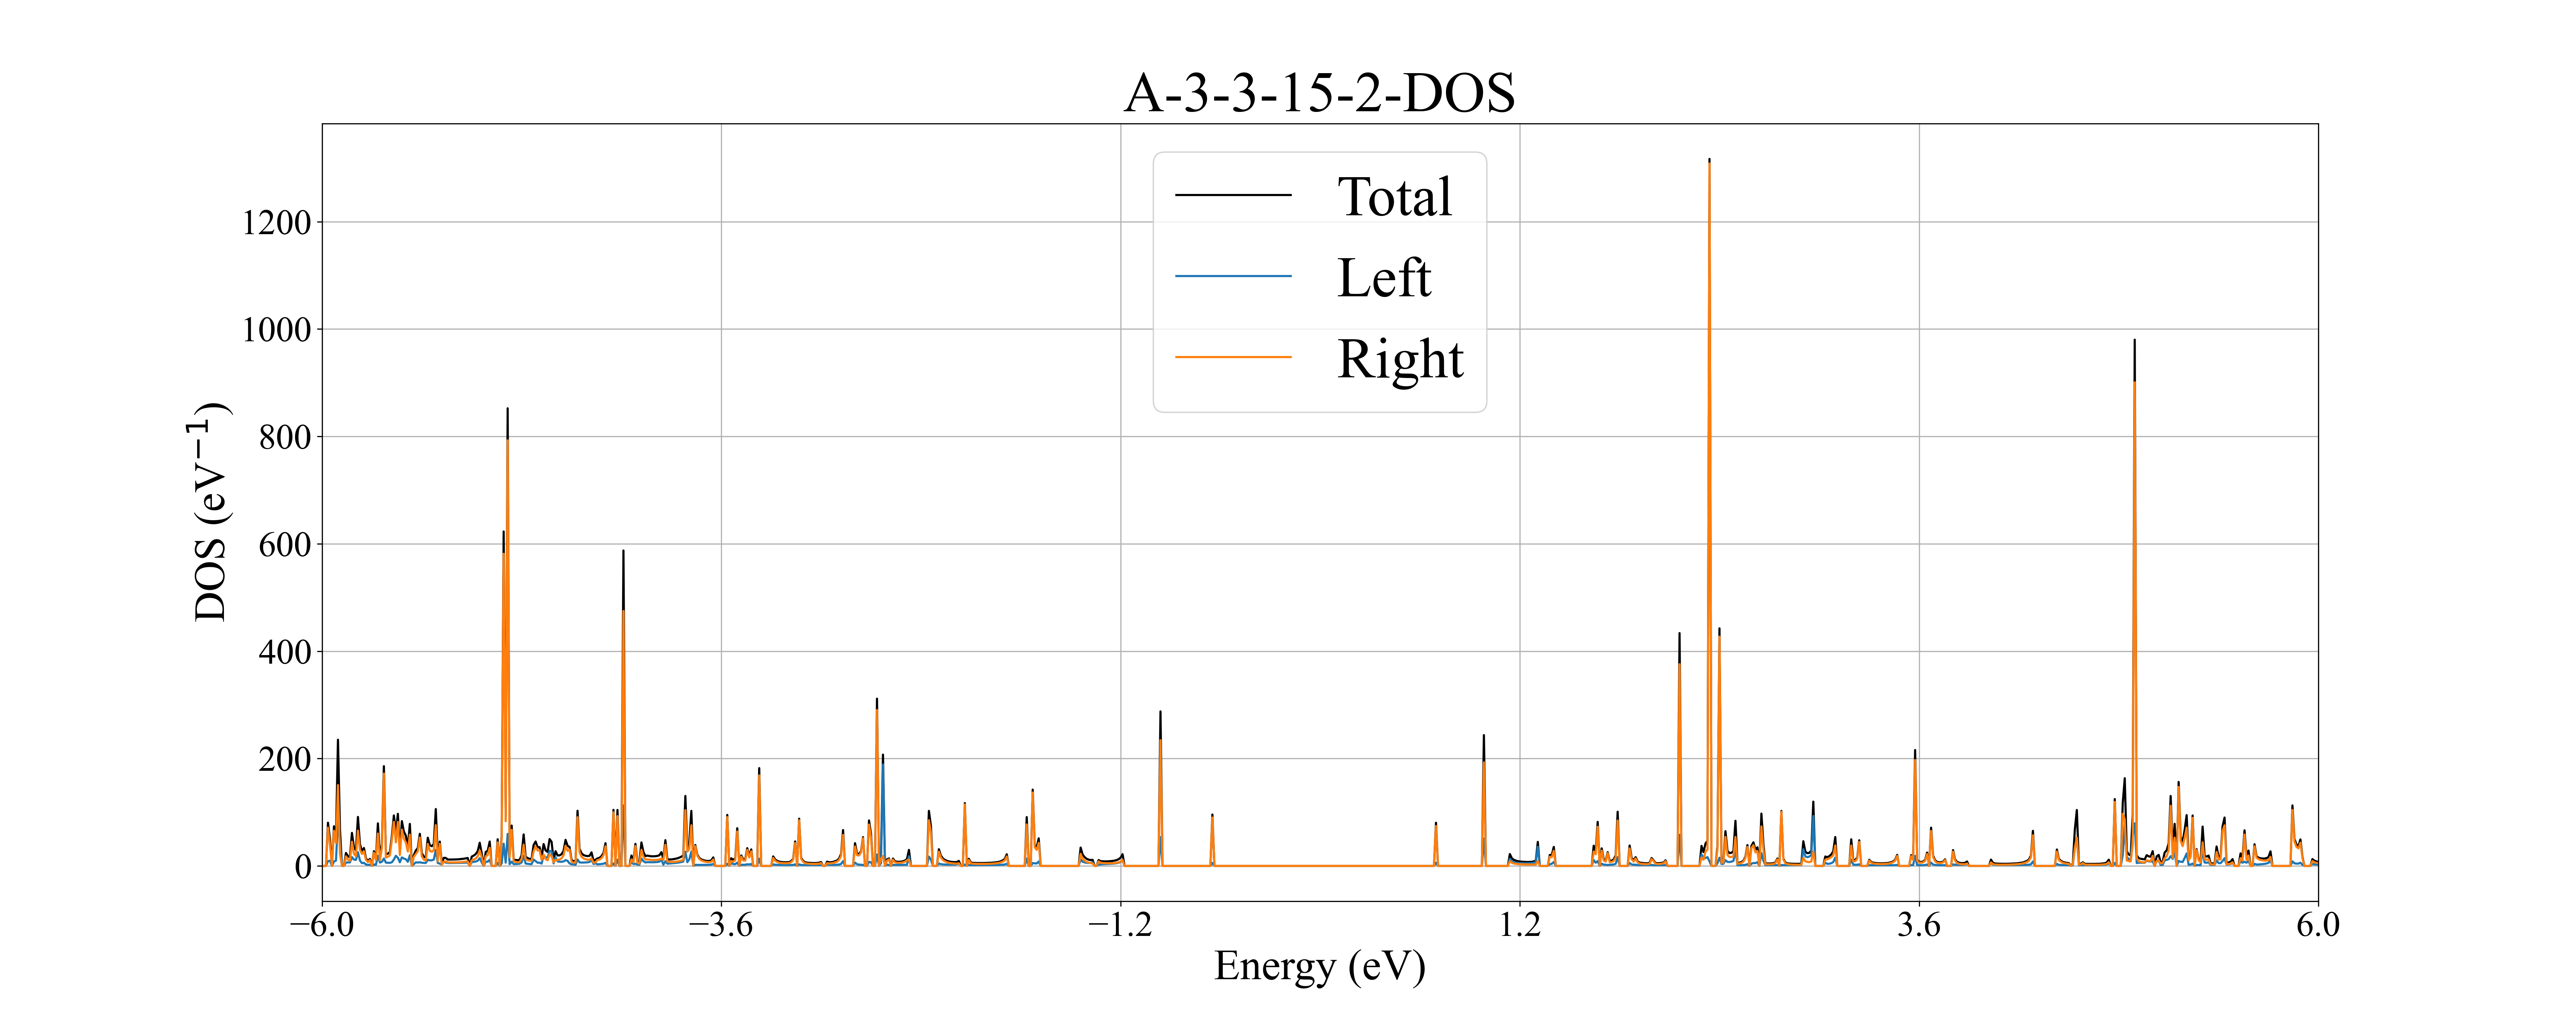 A-3-3-15-2-DOS
Total
Left
Right
1200
1000
800
600
400
200
0
DOS (eV⁻¹)
−6.0 −3.6 −1.2 1.2 3.6 6.0
Energy (eV)